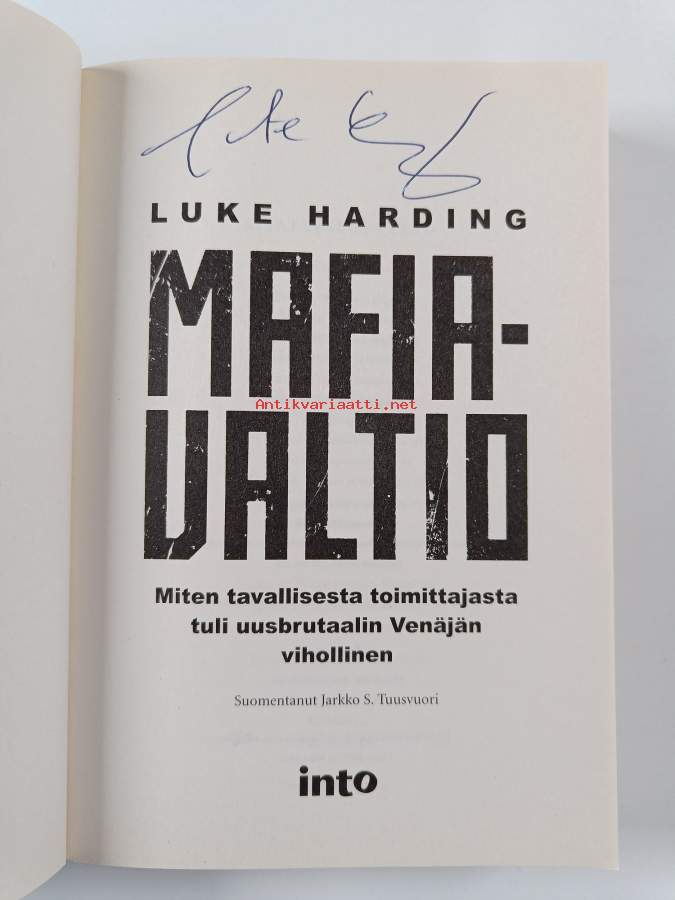 LUKE HARDING
MAFIA-
Antikvariaatti.net
VALTIO
Miten tavallisesta toimittajasta
tuli uusbrutaalin Venäjän
vihollinen
Suomentanut Jarkko S. Tuusvuori
into